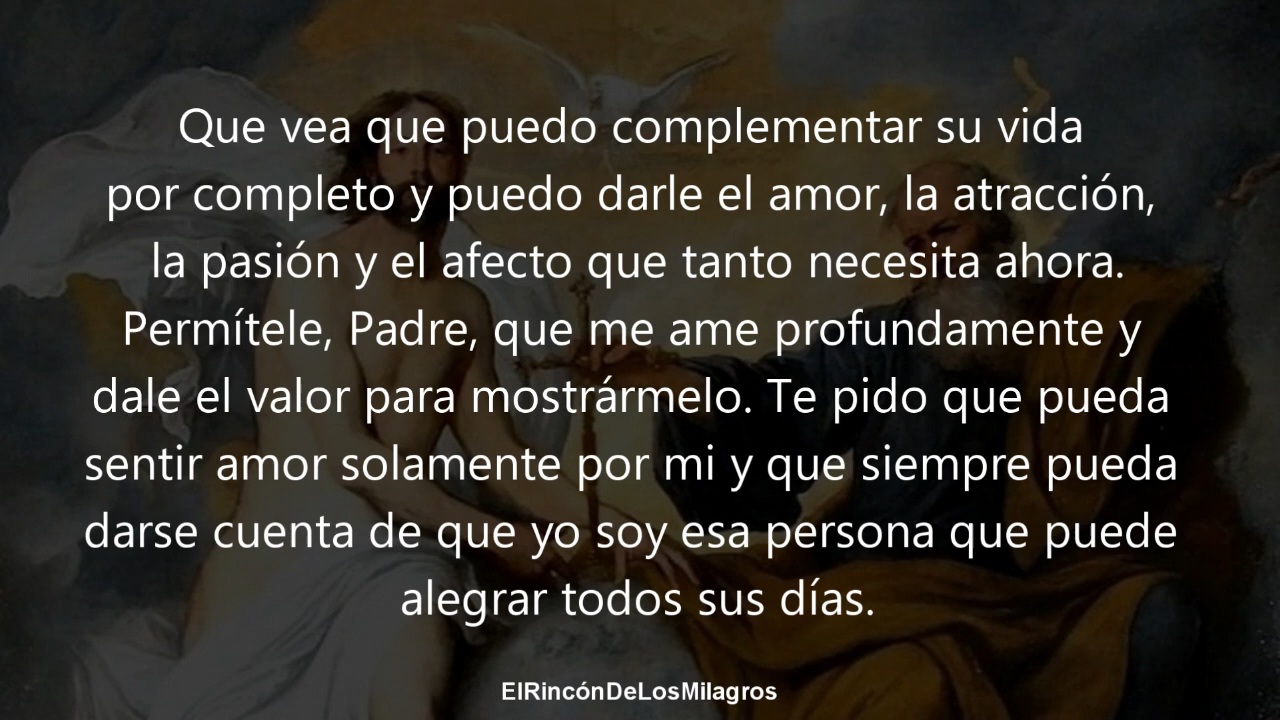 Que vea que puedo complementar su vida
por completo y puedo darle el amor, la atracción,
la pasión y el afecto que tanto necesita ahora.
Permítele, Padre, que me ame profundamente y
dale el valor para mostrármelo. Te pido que pueda
sentir amor solamente por mi y que siempre pueda
darse cuenta de que yo soy esa persona que puede
alegrar todos sus días.
ElRincónDeLosMilagros